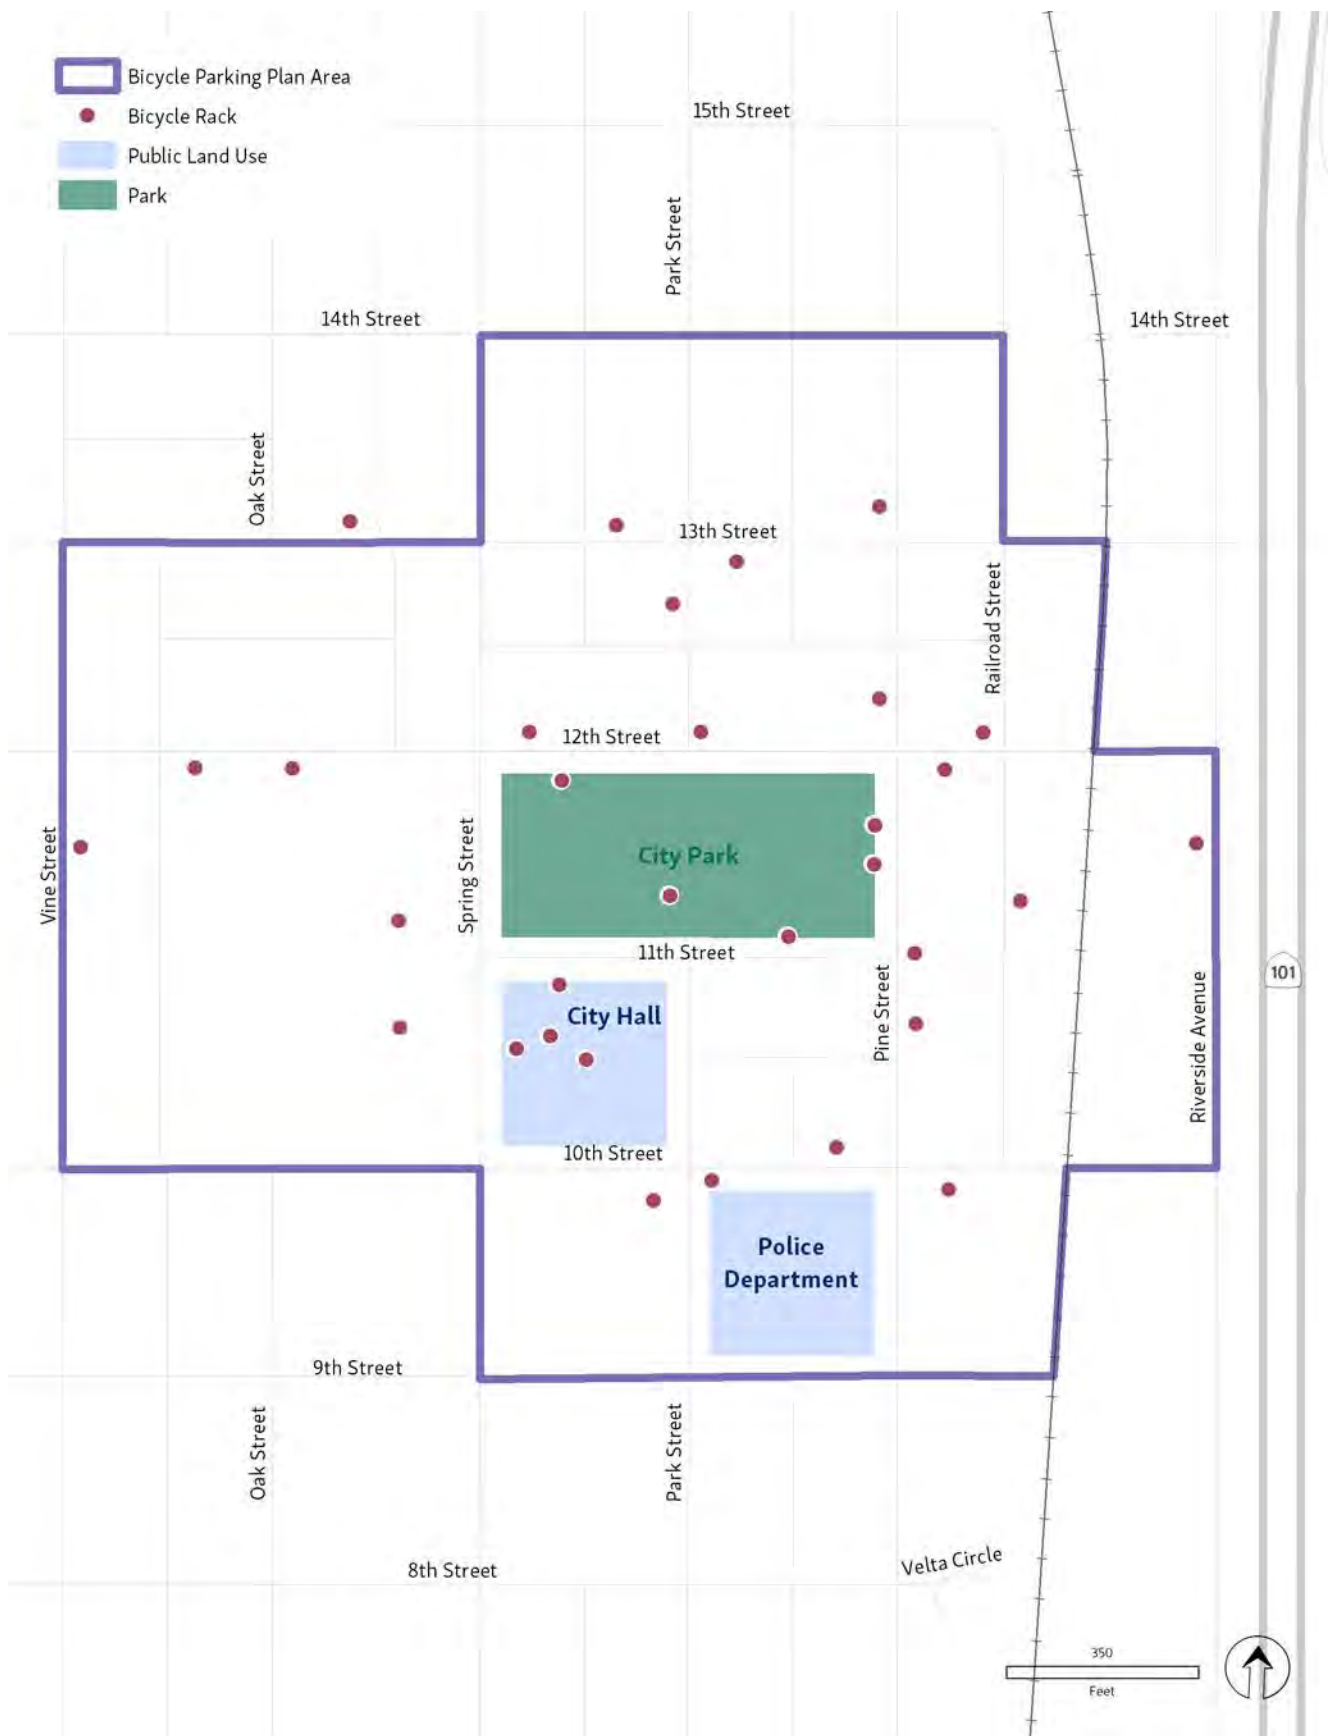 Bicycle Parking Plan Area
Bicycle Rack
Public Land Use
Park
15th Street
Park Street
14th Street
14th Street
Oak Street
13th Street
Railroad Street
12th Street
City Park
Vine Street
Spring Street
11th Street
101
City Hall
Pine Street
Riverside Avenue
10th Street
Police
Department
9th Street
Oak Street
Park Street
8th Street
Velta Circle
350
Feet